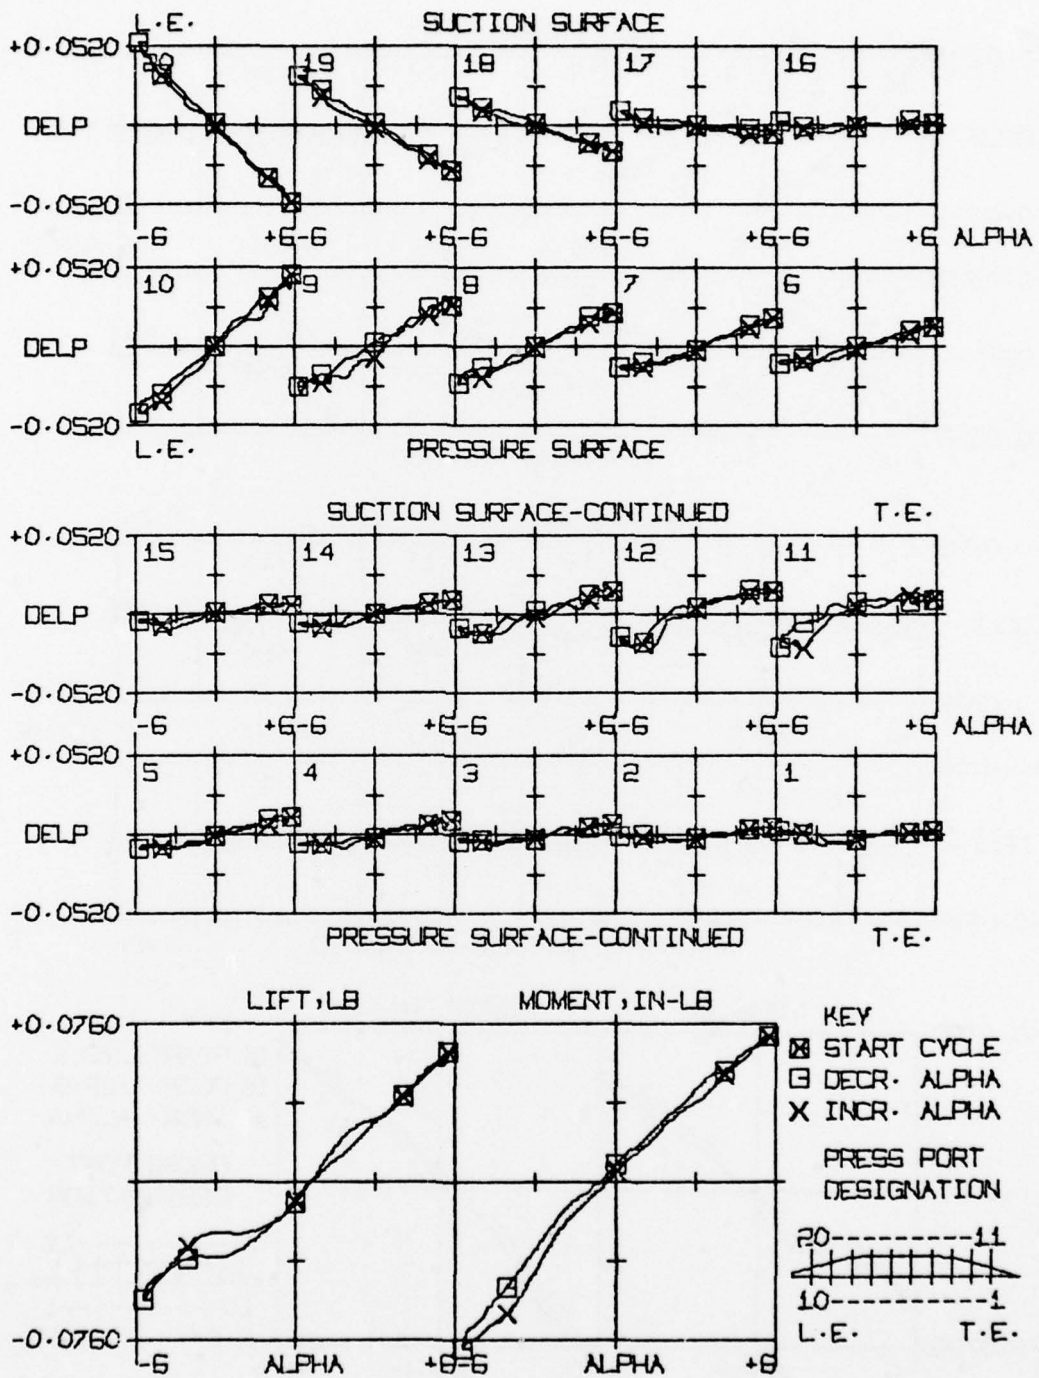 L.E. SUCTION SURFACE
+0.0520
19 18 17 16
DELP
-0.0520
-6 +6-6 +6-6 +6-6 +6 ALPHA
+0.0520
10 9 8 7 6
DELP
-0.0520
L.E. PRESSURE SURFACE
SUCTION SURFACE-CONTINUED T.E.
+0.0520
15 14 13 12 11
DELP
-0.0520
-6 +6-6 +6-6 +6-6 +6 ALPHA
+0.0520
5 4 3 2 1
DELP
-0.0520
PRESSURE SURFACE-CONTINUED T.E.
LIFT,LB MOMENT,IN-LB
+0.0760
-0.0760
-6 ALPHA +6-6 ALPHA +6
KEY
START CYCLE
DECR. ALPHA
INCR. ALPHA
PRESS PORT
DESIGNATION
20--------------11
10---------------1
L.E. T.E.